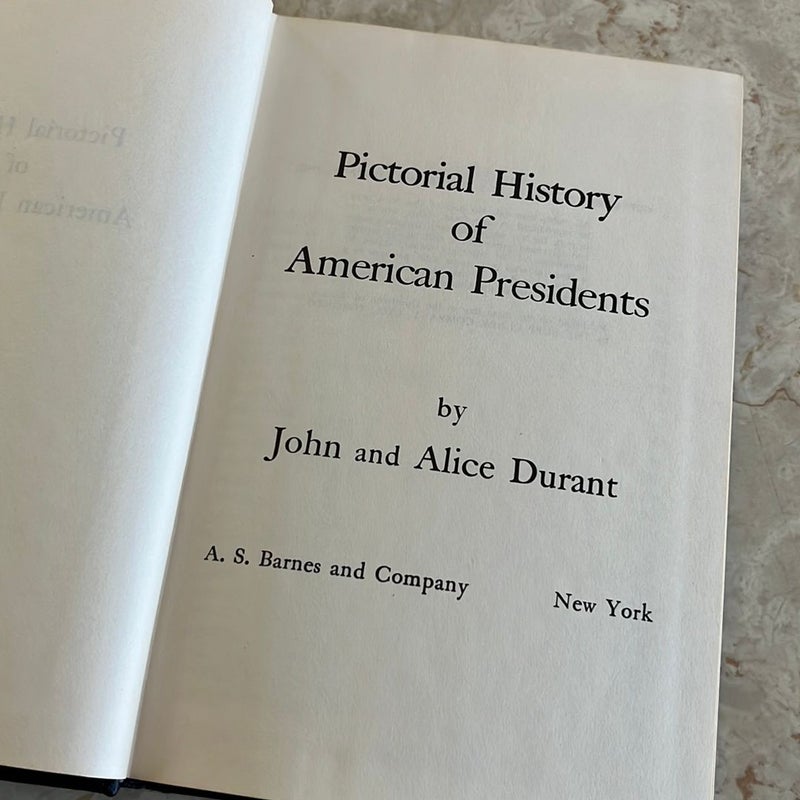 Pictorial History
of
American Presidents
by
John and Alice Durant
A. S. Barnes and Company New York